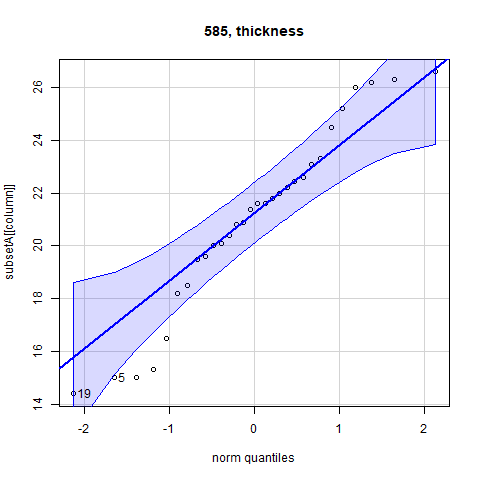 585, thickness
subsetA[[column]]
26
24
22
20
18
16
14
19
5
-2 -1 0 1 2
norm quantiles